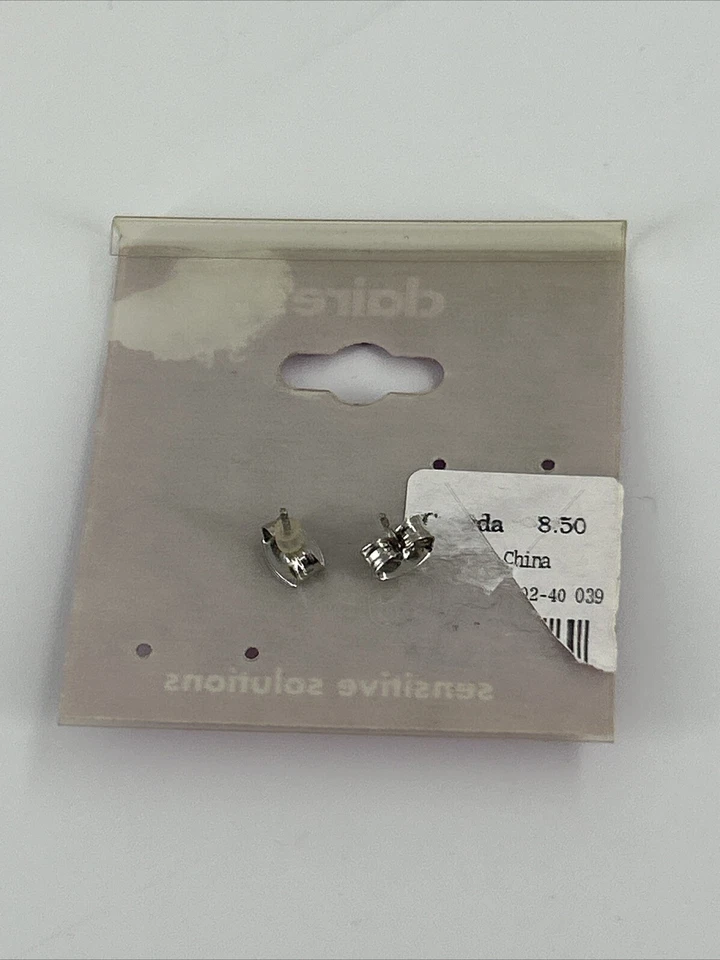 claire's
da 8.50
China
02-40 039
sensitive solutions